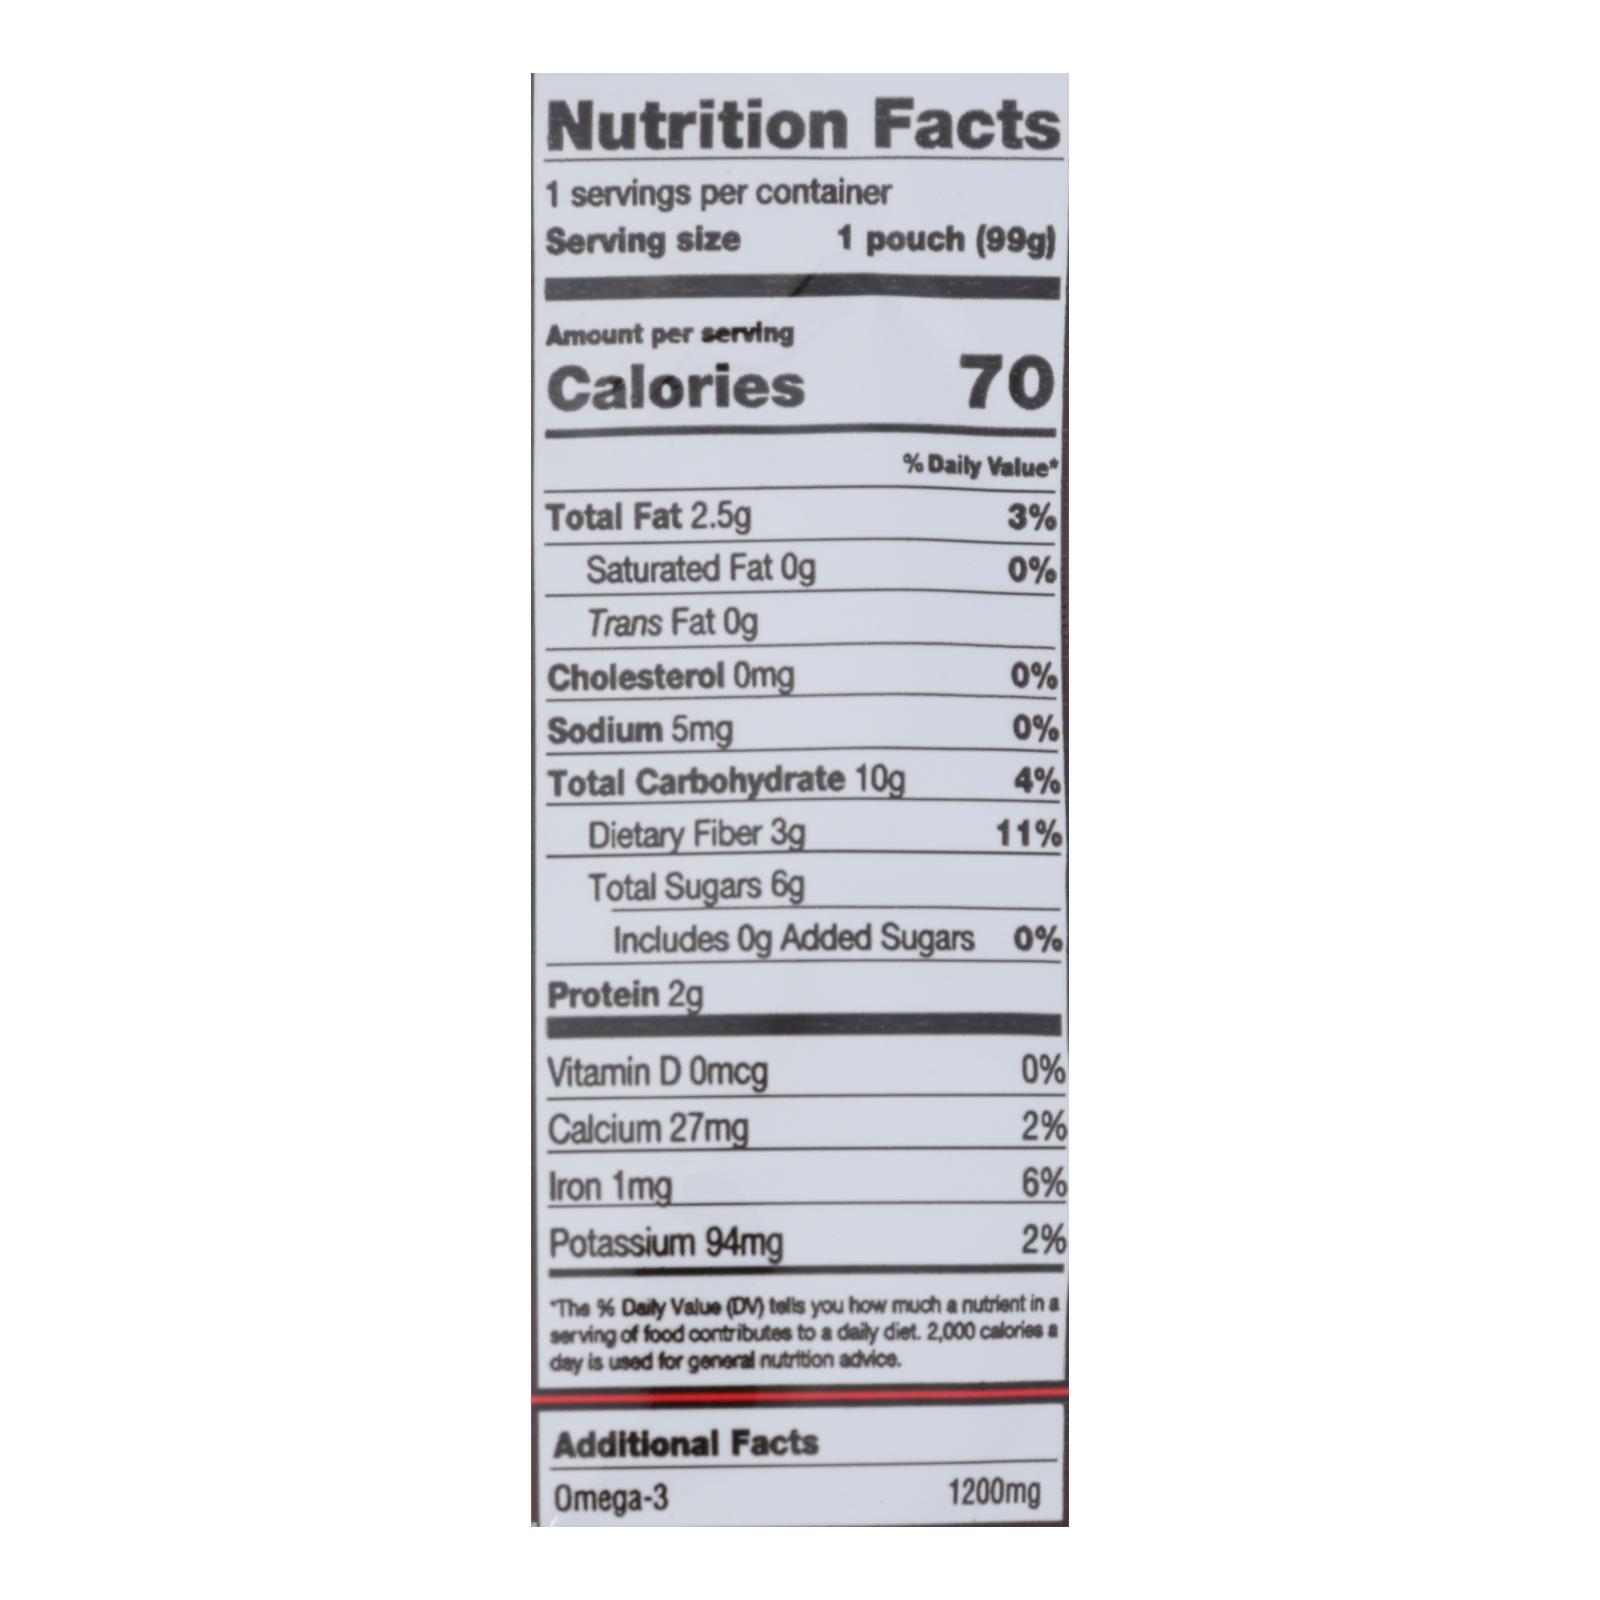 Nutrition Facts
1 servings per container
Serving size 1 pouch (99g)
Amount per serving
Calories 70
% Daily Value*
Total Fat 2.5g 3%
Saturated Fat 0g 0%
Trans Fat 0g
Cholesterol 0mg 0%
Sodium 5mg 0%
Total Carbohydrate 10g 4%
Dietary Fiber 3g 11%
Total Sugars 6g
Includes 0g Added Sugars 0%
Protein 2g
Vitamin D 0mcg 0%
Calcium 27mg 2%
Iron 1mg 6%
Potassium 94mg 2%
*The % Daily Value (DV) tells you how much a nutrient in a
serving of food contributes to a daily diet. 2,000 calories a
day is used for general nutrition advice.
Additional Facts
Omega-3 1200mg